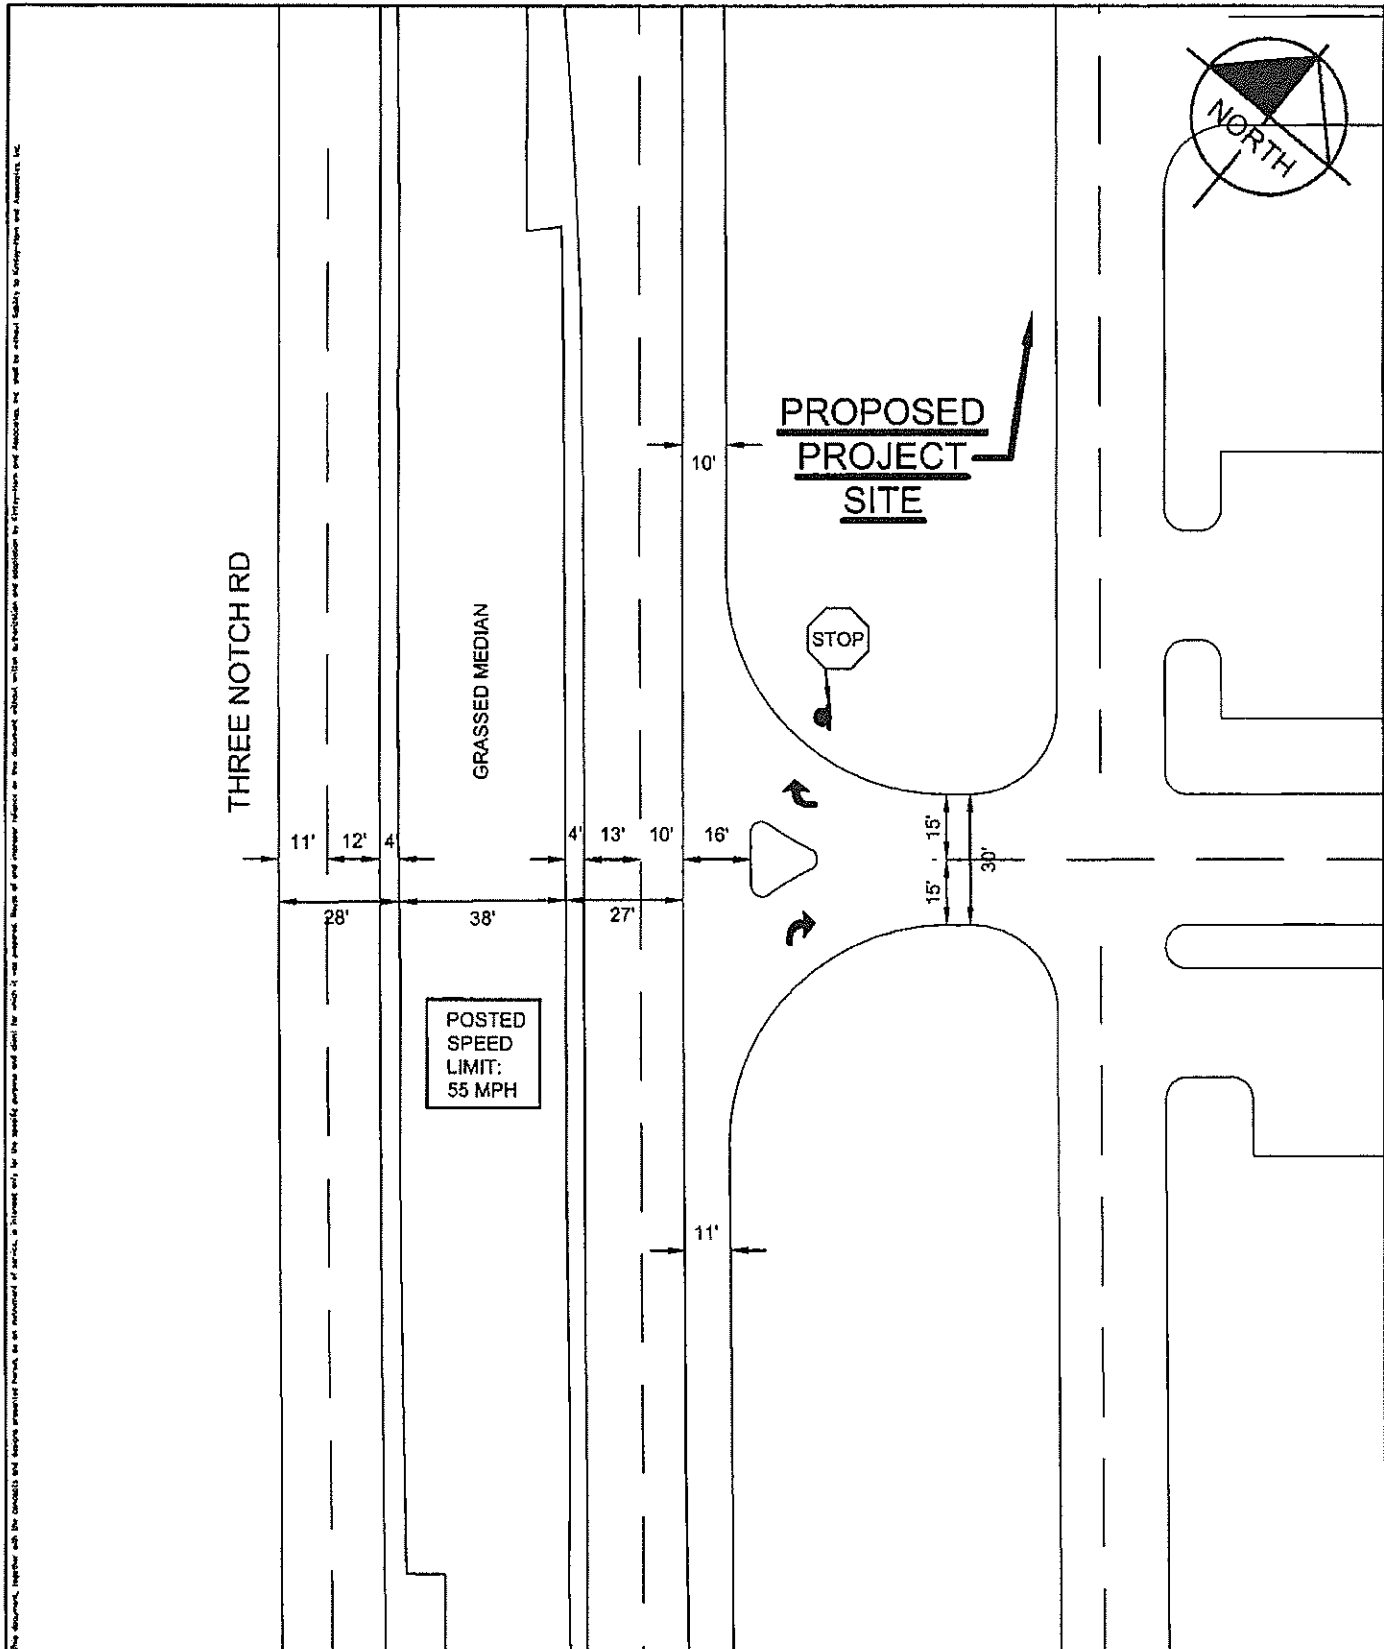 NORTH
PROPOSED
PROJECT
SITE
10'
STOP
THREE NOTCH RD
GRASSED MEDIAN
11' 12' 4' 4' 13' 10' 16'
28' 38' 27'
15'
30'
15'
POSTED
SPEED
LIMIT:
55 MPH
11'